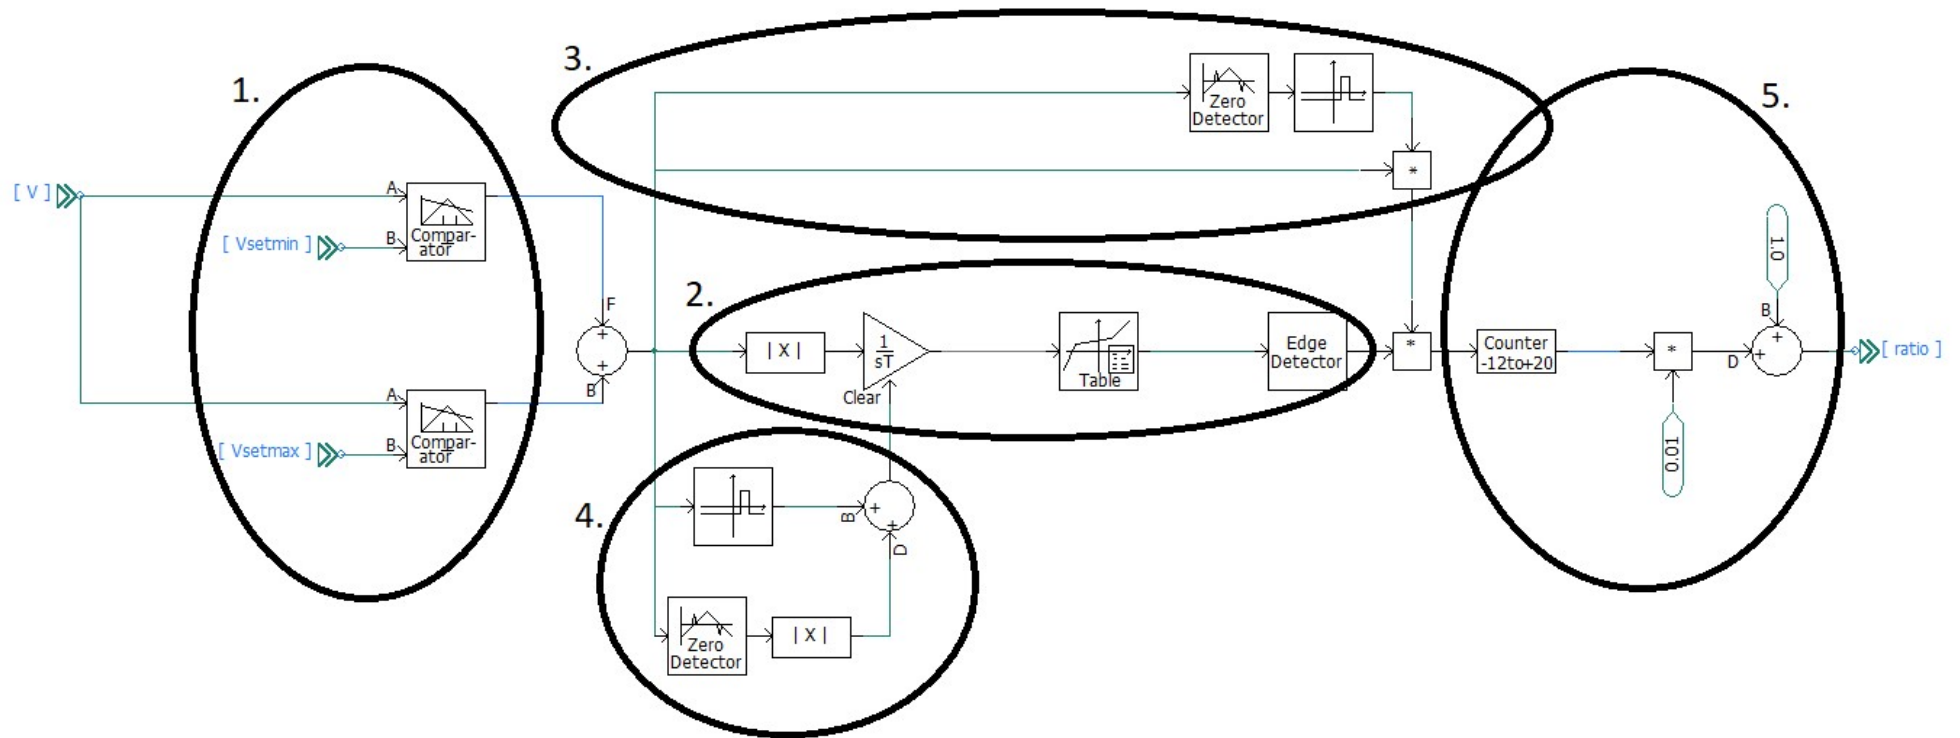 3.
Zero
Detector
*
1.
[ V ]
A
[ Vsetmin ]
B
Compar-
ator
A
[ Vsetmax ]
B
Compar-
ator
F
+
+
B
2.
| X |
1
sT
Clear
Table
Edge
Detector
*
4.
B
+
+
D
Zero
Detector
| X |
5.
Counter
-12to+20
*
0.01
1.0
B
+
D
+
[ ratio ]